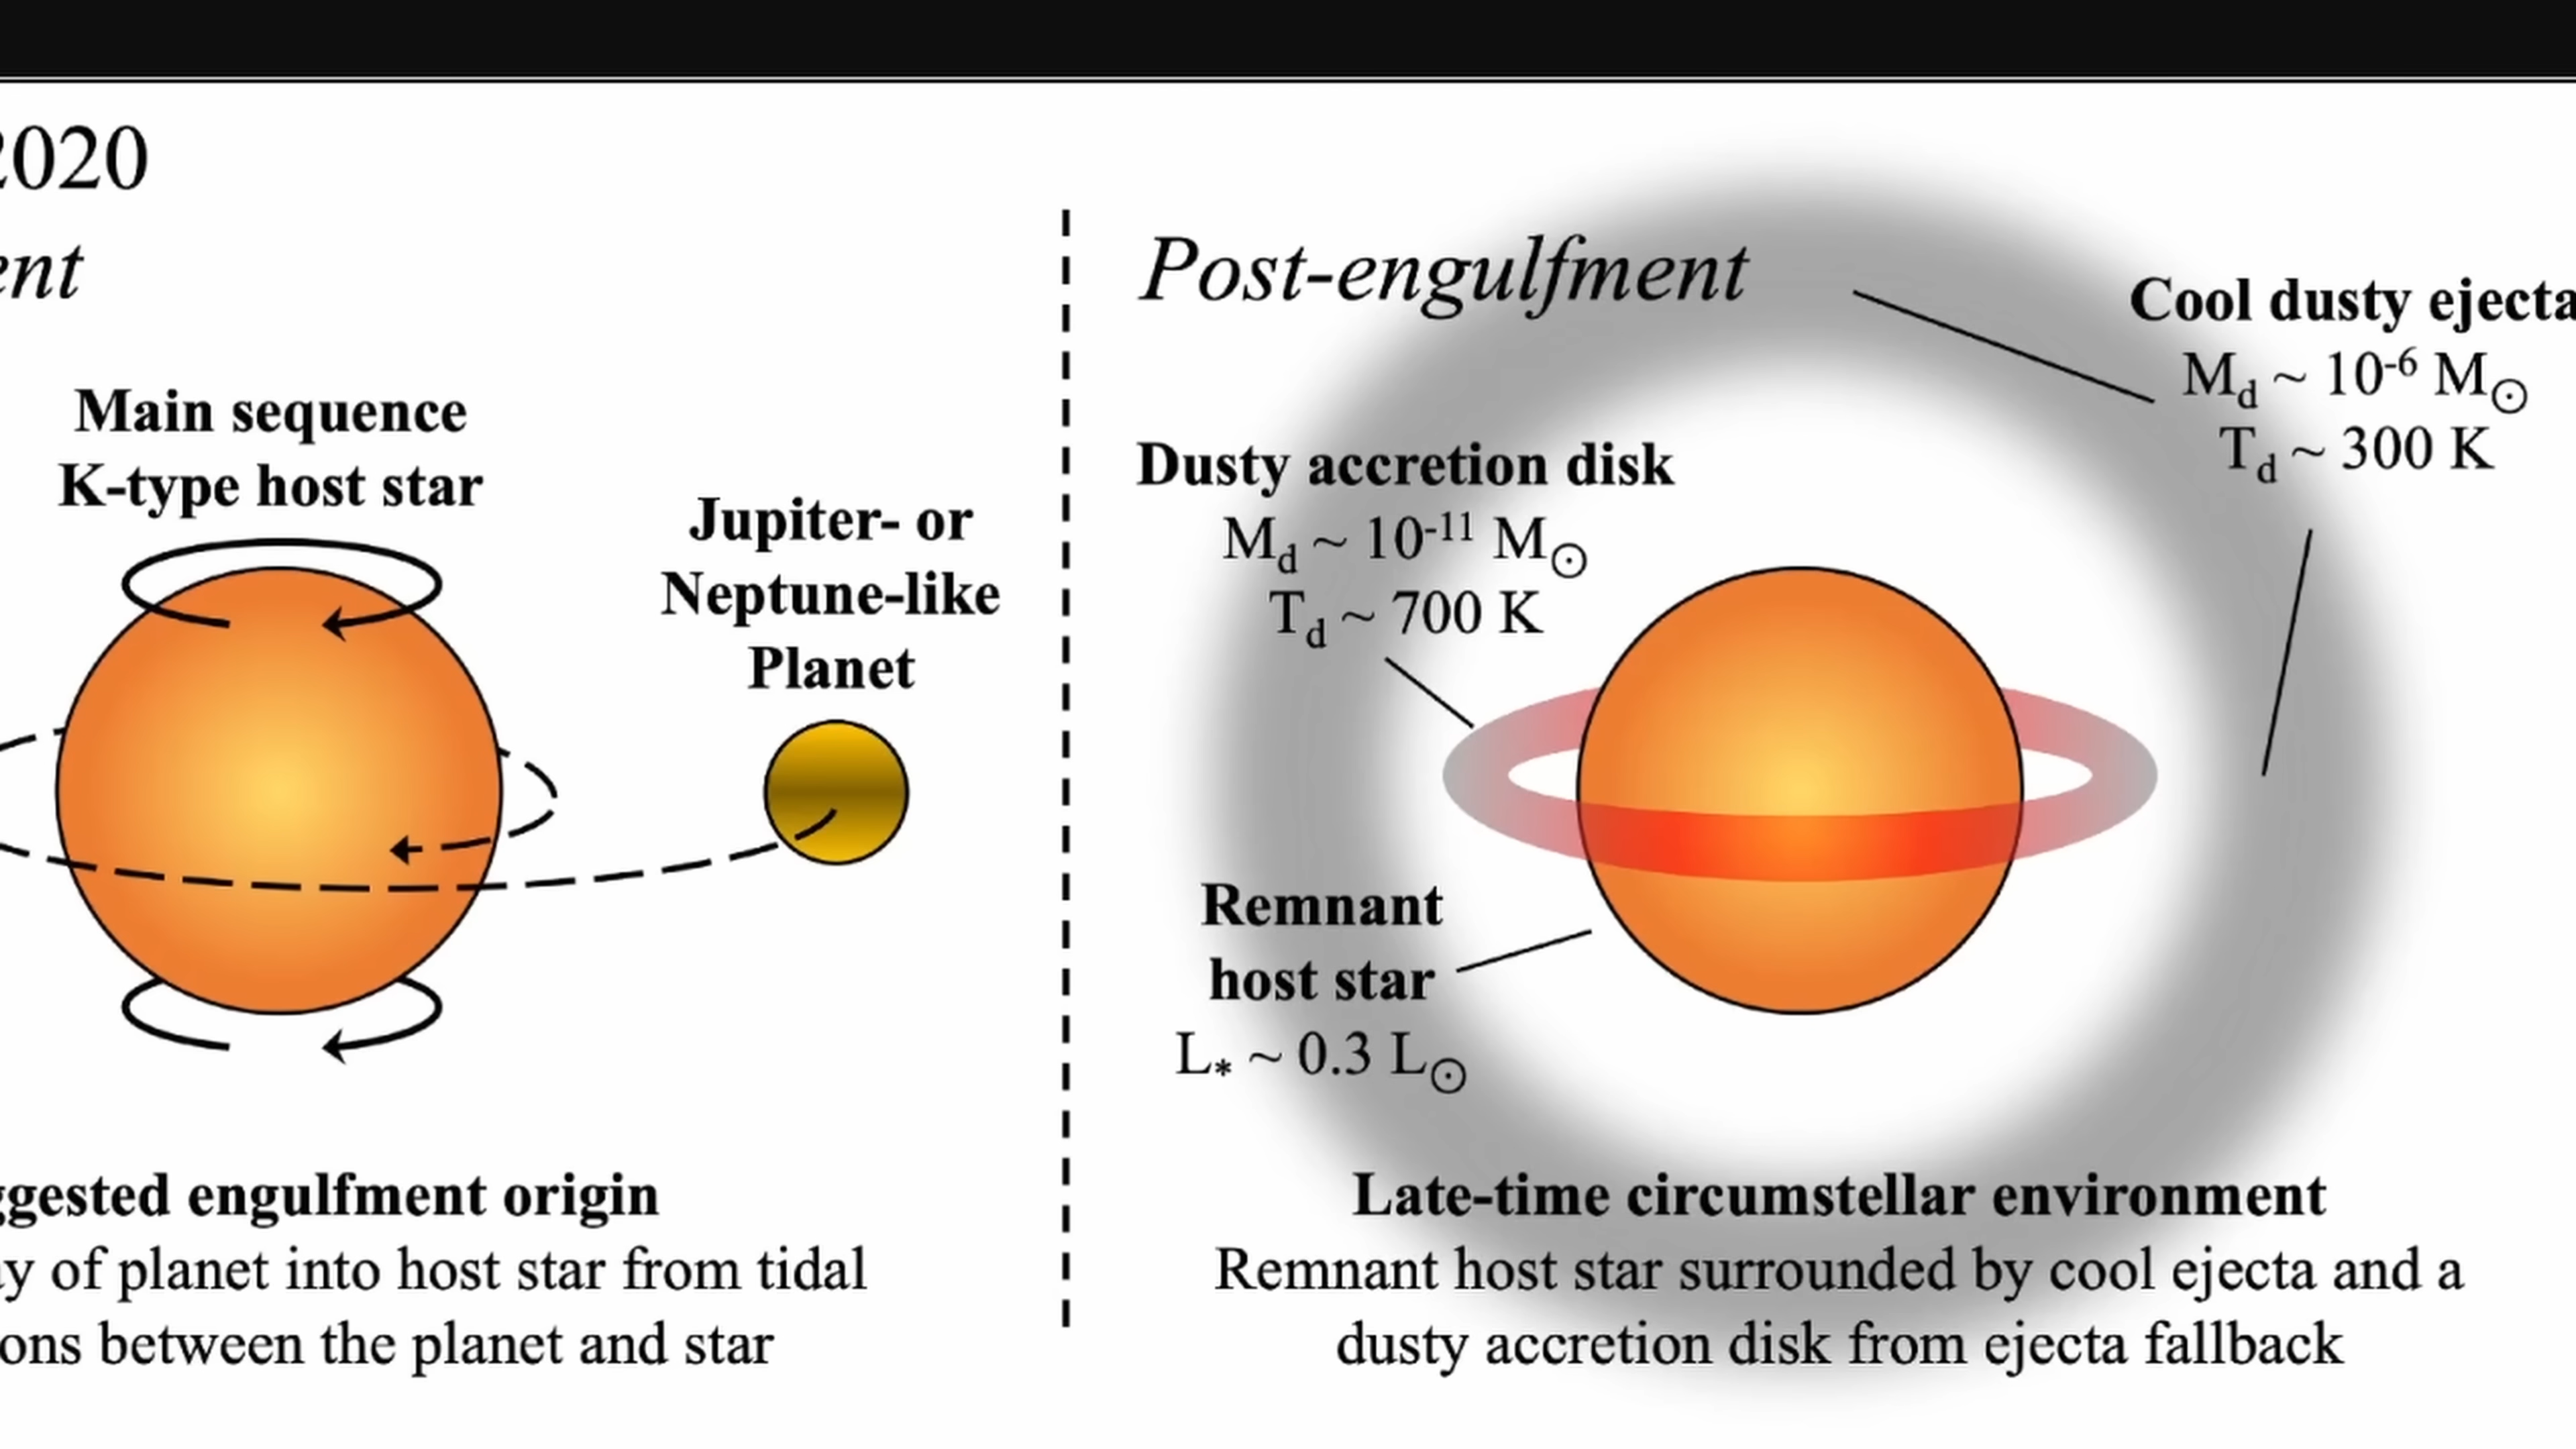 2020
ent
Main sequence
K-type host star
Jupiter- or
Neptune-like
Planet
ggested engulfment origin
y of planet into host star from tidal
ons between the planet and star
Post-engulfment
Cool dusty ejecta
M_d ~ 10^-6 M_⊙
T_d ~ 300 K
Dusty accretion disk
M_d ~ 10^-11 M_⊙
T_d ~ 700 K
Remnant
host star
L_* ~ 0.3 L_⊙
Late-time circumstellar environment
Remnant host star surrounded by cool ejecta and a
dusty accretion disk from ejecta fallback